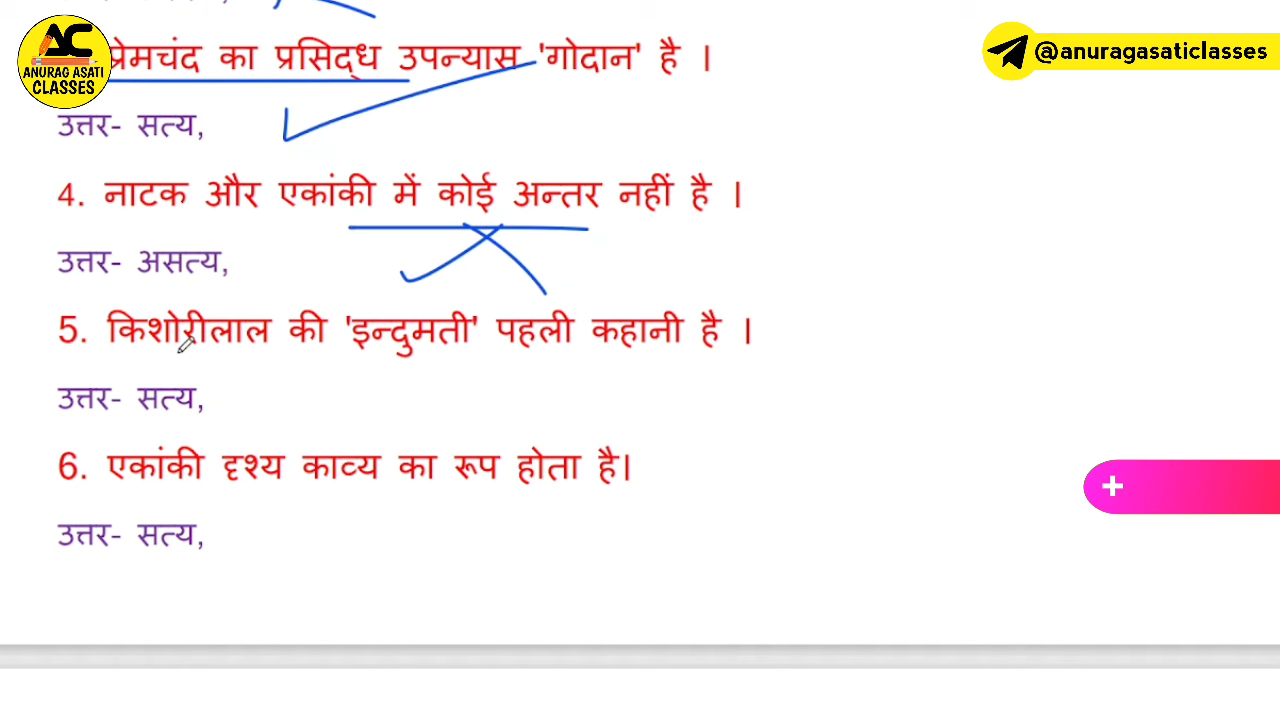 प्रेमचंद का प्रसिद्ध उपन्यास 'गोदान' है ।
AC
ANURAG ASATI
CLASSES
@anuragasaticlasses
उत्तर- सत्य,
4. नाटक और एकांकी में कोई अन्तर नहीं है ।
उत्तर- असत्य,
5. किशोरीलाल की 'इन्दुमती' पहली कहानी है ।
उत्तर- सत्य,
6. एकांकी दृश्य काव्य का रूप होता है।
उत्तर- सत्य,
+